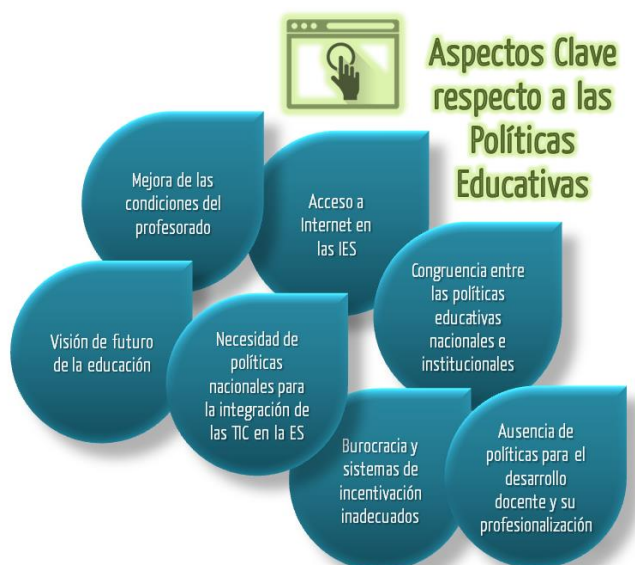 Aspectos Clave
respecto a las
Políticas
Educativas
Mejora de las
condiciones del
profesorado
Acceso a
Internet en
las IES
Congruencia entre
las políticas
educativas
nacionales e
institucionales
Visión de futuro
de la educación
Necesidad de
políticas
nacionales para
la integración de
las TIC en la ES
Burocracia y
sistemas de
incentivación
inadecuados
Ausencia de
políticas para el
desarrollo
docente y su
profesionalización